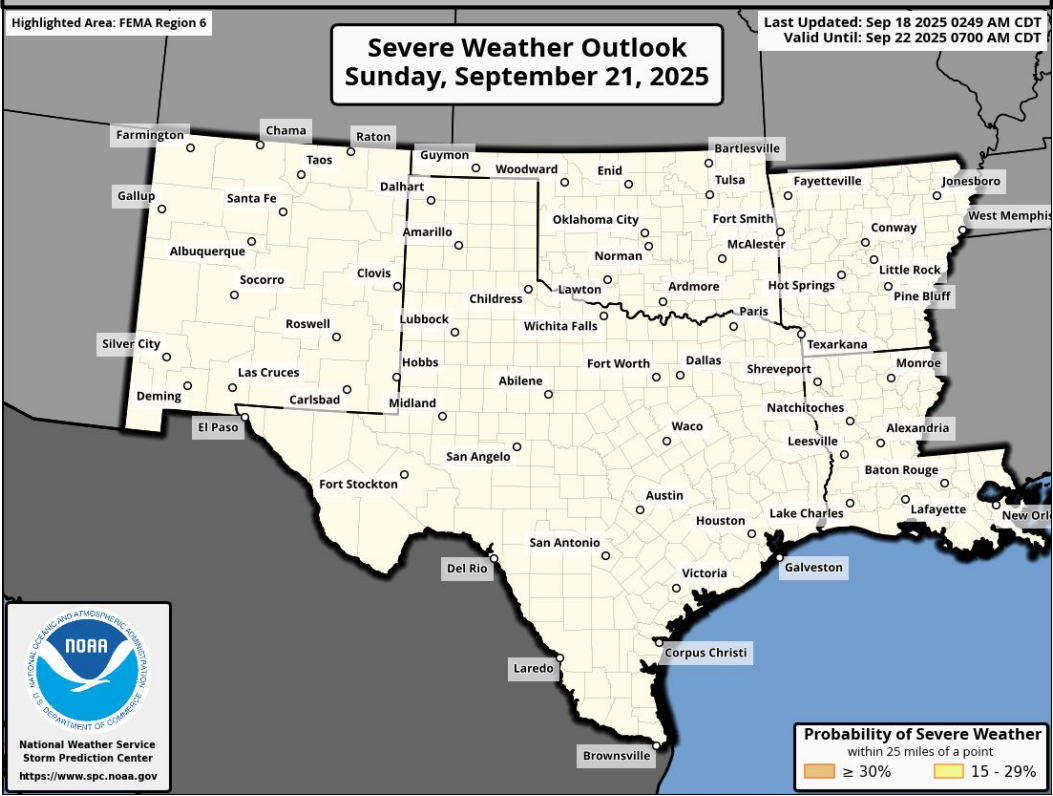 Highlighted Area: FEMA Region 6
Last Updated: Sep 18 2025 0249 AM CDT
Valid Until: Sep 22 2025 0700 AM CDT
Severe Weather Outlook
Sunday, September 21, 2025
Farmington
Chama
Raton
Taos
Guymon
Woodward
Enid
Bartlesville
Tulsa
Fayetteville
Jonesboro
Gallup
Santa Fe
Dalhart
Oklahoma City
Fort Smith
West Memphis
Amarillo
Conway
Albuquerque
Norman
McAlester
Clovis
Little Rock
Socorro
Childress
Lawton
Ardmore
Hot Springs
Pine Bluff
Roswell
Lubbock
Wichita Falls
Paris
Silver City
Texarkana
Hobbs
Fort Worth
Dallas
Shreveport
Monroe
Las Cruces
Abilene
Deming
Carlsbad
Midland
Natchitoches
El Paso
Waco
Alexandria
Leesville
San Angelo
Baton Rouge
Fort Stockton
Austin
Lake Charles
Lafayette
New Orl
Houston
San Antonio
Del Rio
Galveston
Victoria
Corpus Christi
Laredo
Brownsville
NATIONAL OCEANIC AND ATMOSPHERIC ADMINISTRATION
NOAA
U.S. DEPARTMENT OF COMMERCE
National Weather Service
Storm Prediction Center
https://www.spc.noaa.gov
Probability of Severe Weather
within 25 miles of a point
≥ 30%
15 - 29%